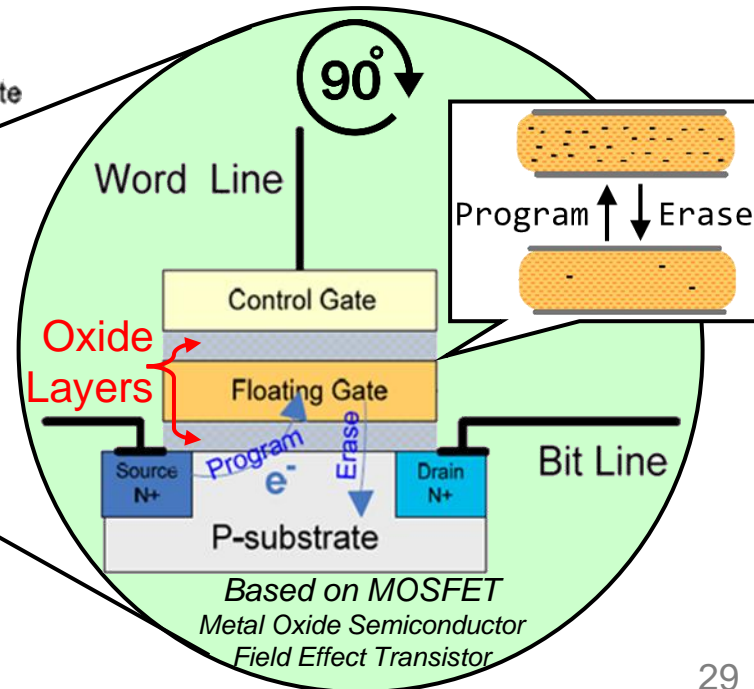 90°
Word Line
Program
Erase
Control Gate
Oxide
Layers
Floating Gate
Program
Erase
e-
Source
N+
Drain
N+
Bit Line
P-substrate
Based on MOSFET
Metal Oxide Semiconductor
Field Effect Transistor
29